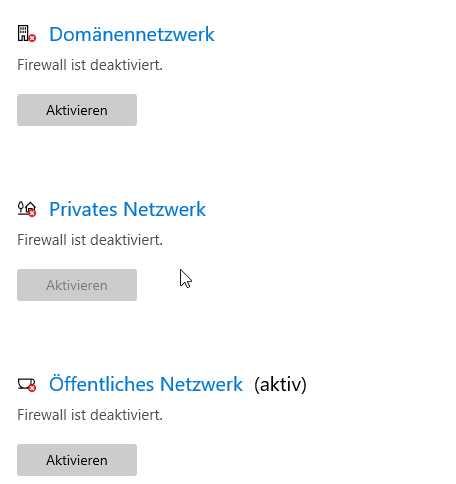 Domänennetzwerk
Firewall ist deaktiviert.
Aktivieren
Privates Netzwerk
Firewall ist deaktiviert.
Aktivieren
Öffentliches Netzwerk (aktiv)
Firewall ist deaktiviert.
Aktivieren